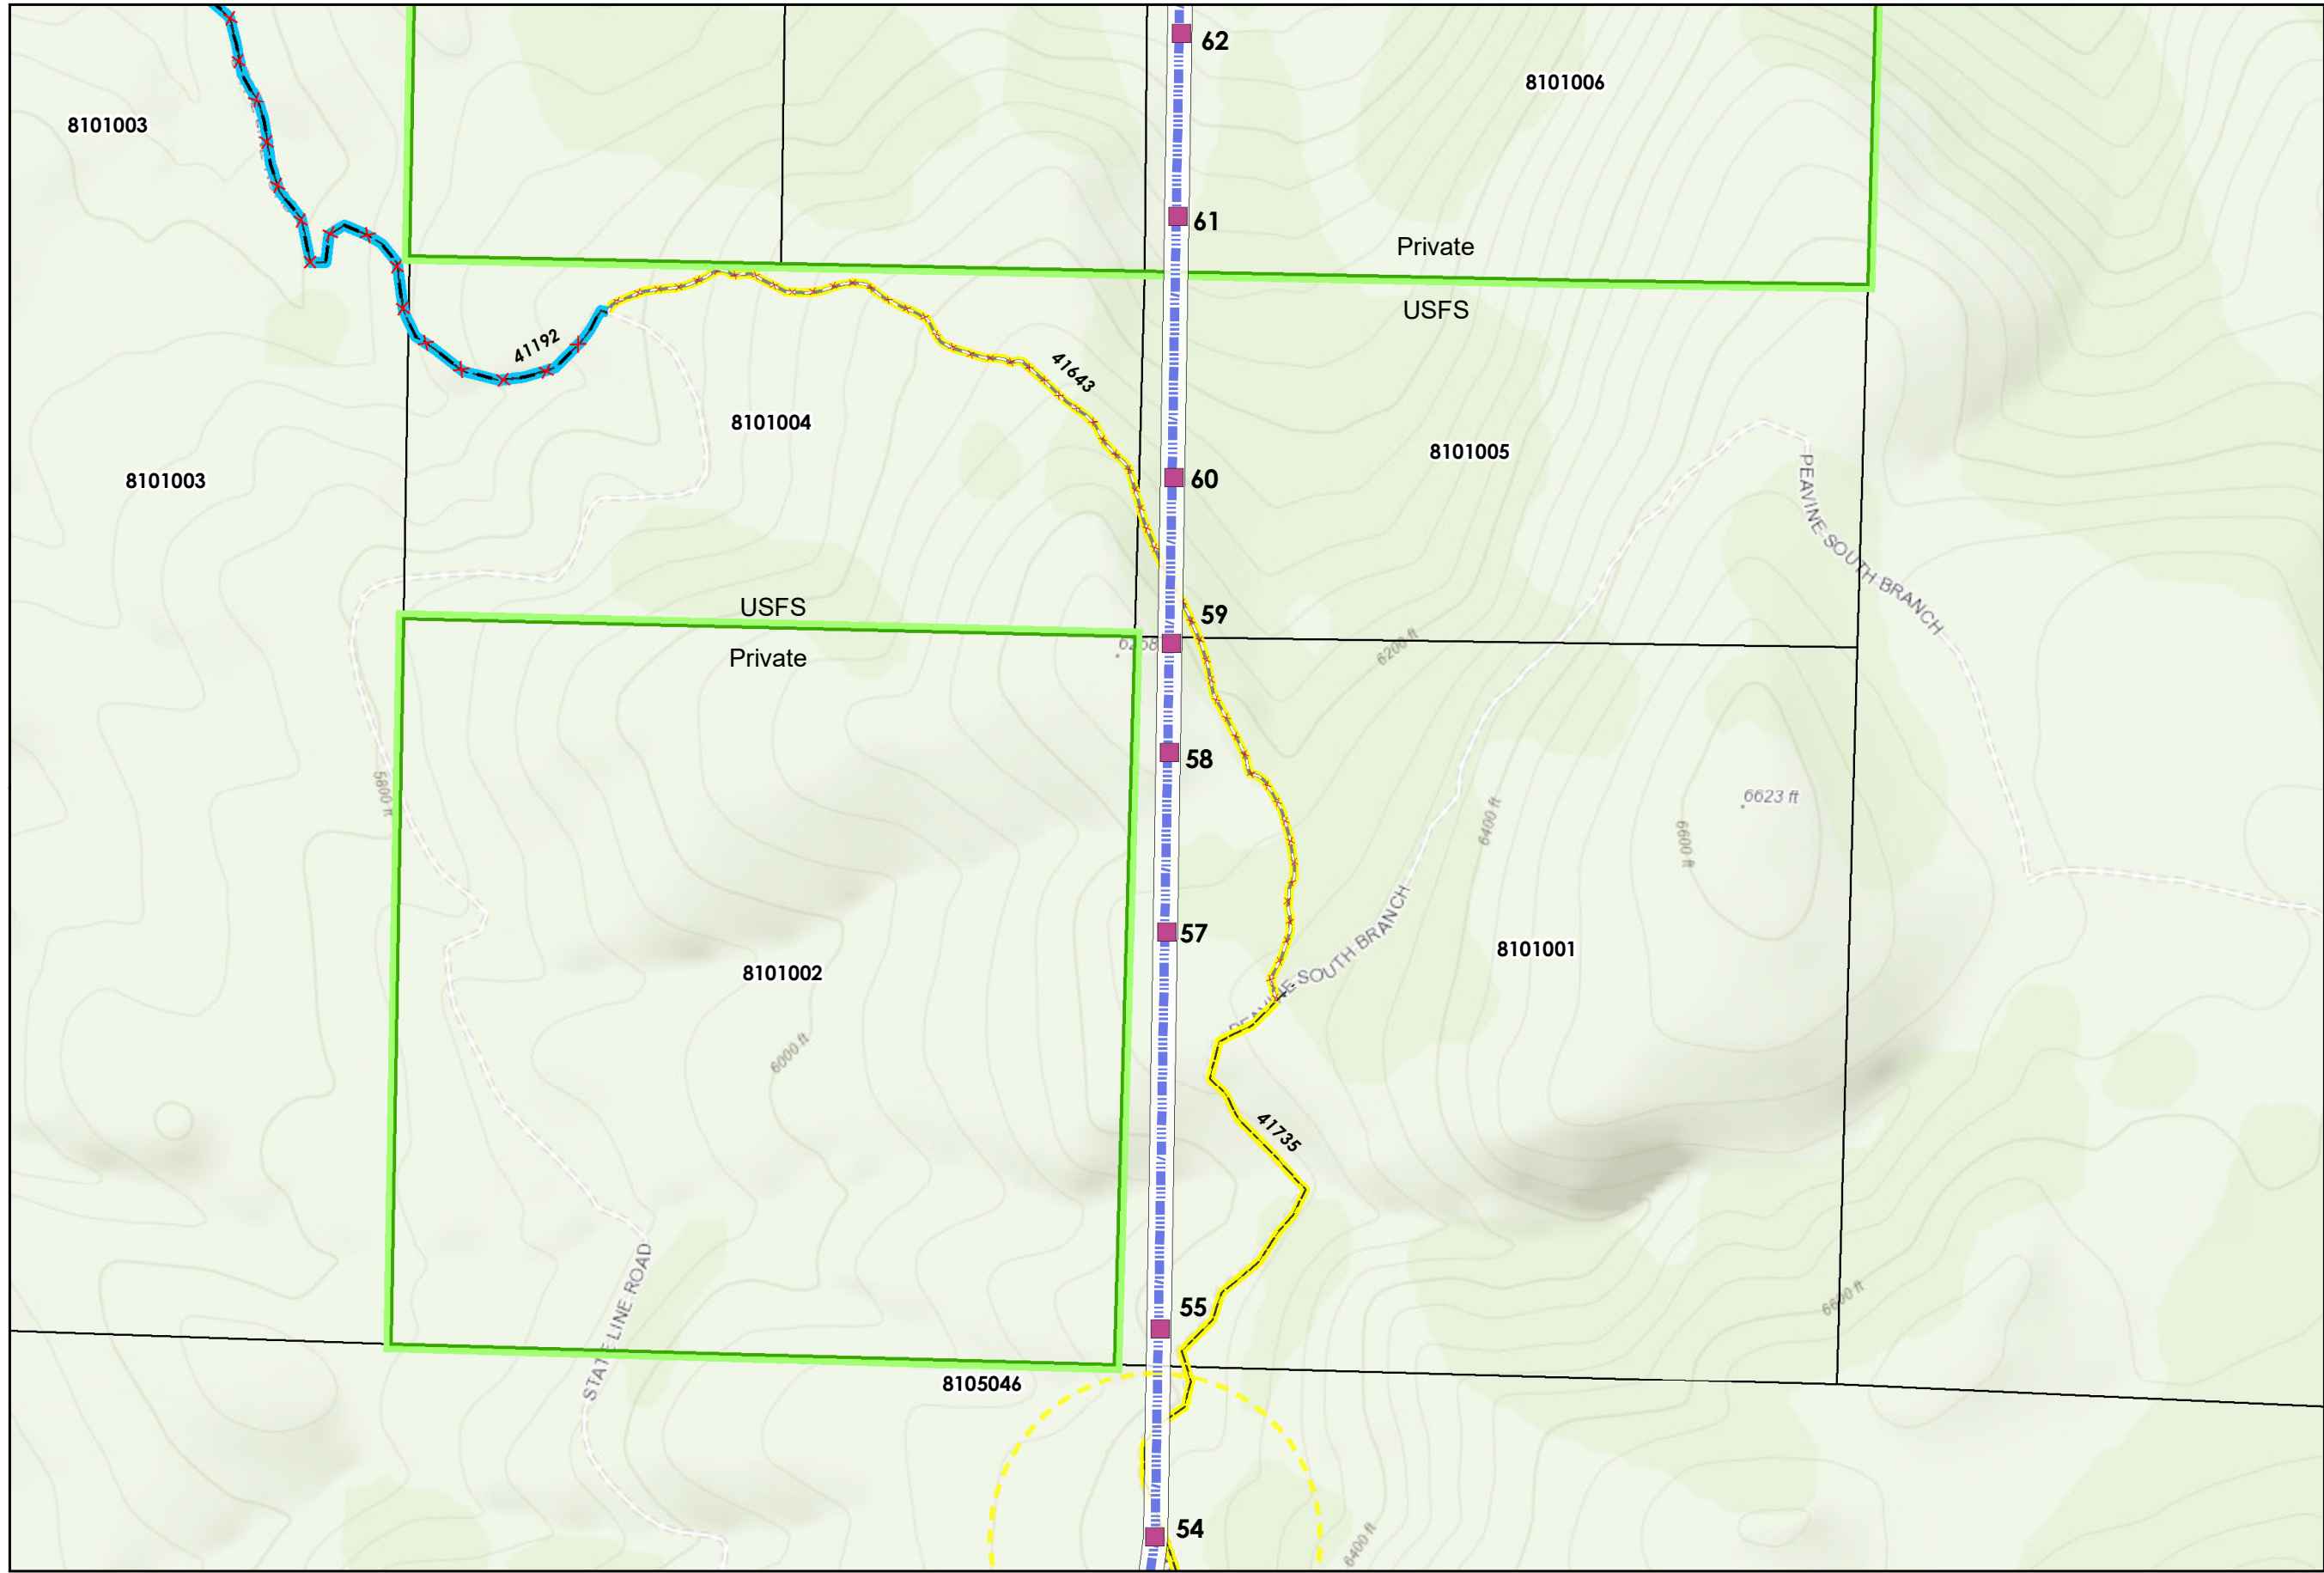 62
8101006
8101003
61
Private
USFS
41192
41643
8101004
8101005
8101003
60
PEAVINE SOUTH BRANCH
USFS
59
Private
6200 ft
58
5800 ft
6623 ft
6400 ft
6600 ft
PEAVINE SOUTH BRANCH
57
8101001
8101002
6000 ft
41735
STATE LINE ROAD
55
6600 ft
8105046
54
6400 ft